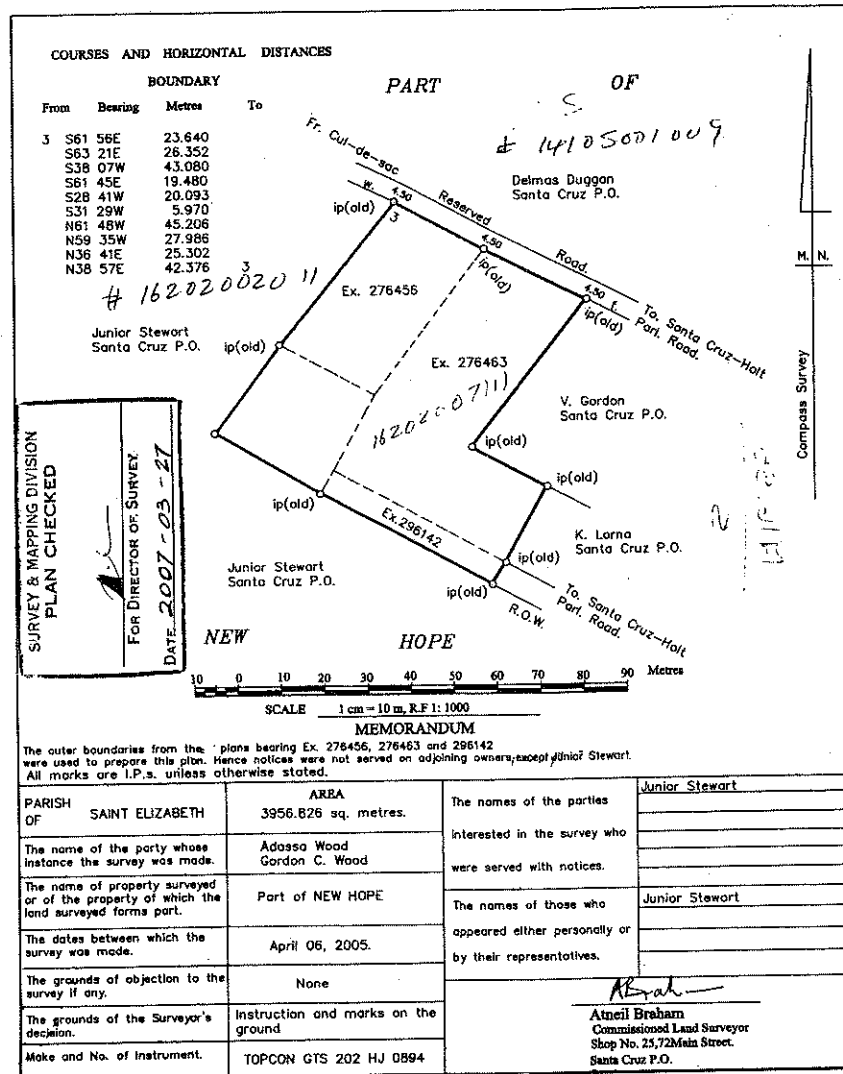 COURSES AND HORIZONTAL DISTANCES
BOUNDARY
From Bearing Metres To
3 S61 56E 23.640
S63 21E 26.352
S38 07W 43.080
S61 45E 19.480
S28 41W 20.093
S31 29W 5.970
N61 48W 45.206
N59 35W 27.986
N36 41E 25.302
N38 57E 42.376 3
# 16202002011
PART OF
S
# 14105001009
Delmas Duggan
Santa Cruz P.O.
Fr. Cul-de-sac
Reserved
Road.
To. Santa Cruz-Holt
Parl. Road.
W. 4.50
4.50
4.50 E.
ip(old)
3
ip(old)
ip(old)
Ex. 276456
Junior Stewart
Santa Cruz P.O.
ip(old)
Ex. 276463
V. Gordon
Santa Cruz P.O.
ip(old)
ip(old)
ip(old)
Ex.296142
K. Lorna
Santa Cruz P.O.
ip(old)
Junior Stewart
Santa Cruz P.O.
ip(old)
To. Santa Cruz-Holt
Parl. Road.
R.O.W.
M. N.
Compass Survey
N
SURVEY & MAPPING DIVISION
PLAN CHECKED
FOR DIRECTOR OF SURVEY.
DATE 2007-03-27
NEW HOPE
10 0 10 20 30 40 50 60 70 80 90 Metres
SCALE 1 cm = 10 m, R.F 1: 1000
MEMORANDUM
The outer boundaries from the plans bearing Ex. 276456, 276463 and 296142
were used to prepare this plan. Hence notices were not served on adjoining owners, except Junior Stewart.
All marks are I.P.s. unless otherwise stated.
PARISH OF SAINT ELIZABETH
AREA
3956.826 sq. metres.
The name of the party whose
instance the survey was made.
Adassa Wood
Gordon C. Wood
The name of property surveyed
or of the property of which the
land surveyed forms part.
Part of NEW HOPE
The dates between which the
survey was made.
April 06, 2005.
The grounds of objection to the
survey if any.
None
The grounds of the Surveyor's
decision.
Instruction and marks on the
ground
Make and No. of Instrument.
TOPCON GTS 202 HJ 0894
The names of the parties
interested in the survey who
were served with notices.
Junior Stewart
The names of those who
appeared either personally or
by their representatives.
Junior Stewart
ABraham
Atneil Braham
Commissioned Land Surveyor
Shop No. 25,72Main Street.
Santa Cruz P.O.